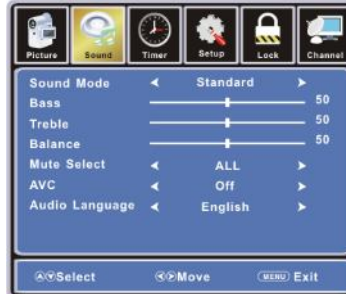 Picture Sound Timer Setup Lock Channel
Sound Mode Standard
Bass 50
Treble 50
Balance 50
Mute Select ALL
AVC Off
Audio Language English
Select Move MENU Exit